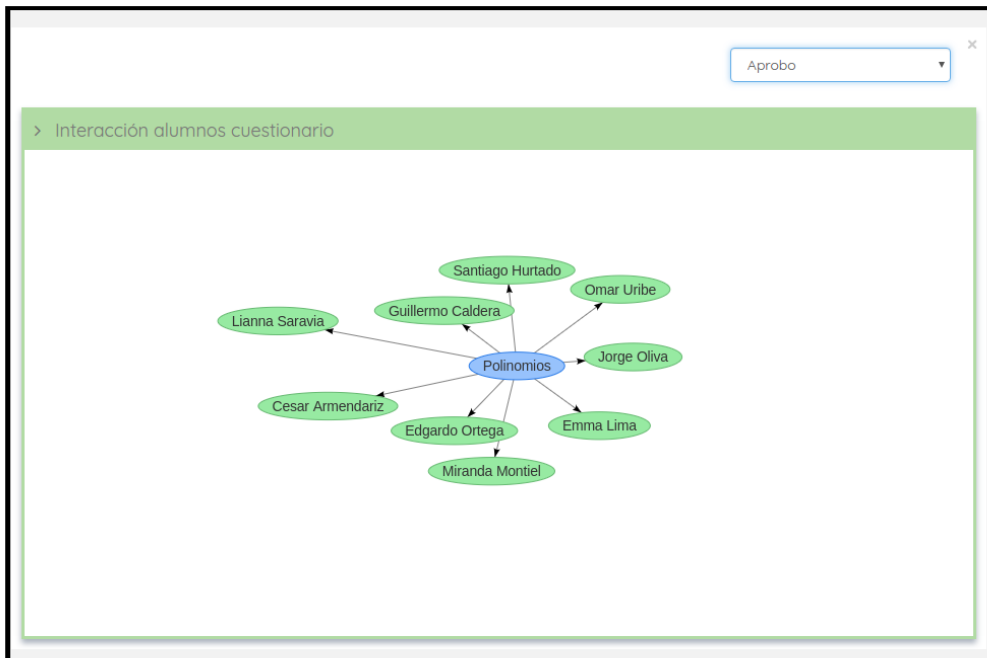 ×
Aprobo
> Interacción alumnos cuestionario
Santiago Hurtado
Omar Uribe
Guillermo Caldera
Lianna Saravia
Jorge Oliva
Polinomios
Cesar Armendariz
Emma Lima
Edgardo Ortega
Miranda Montiel